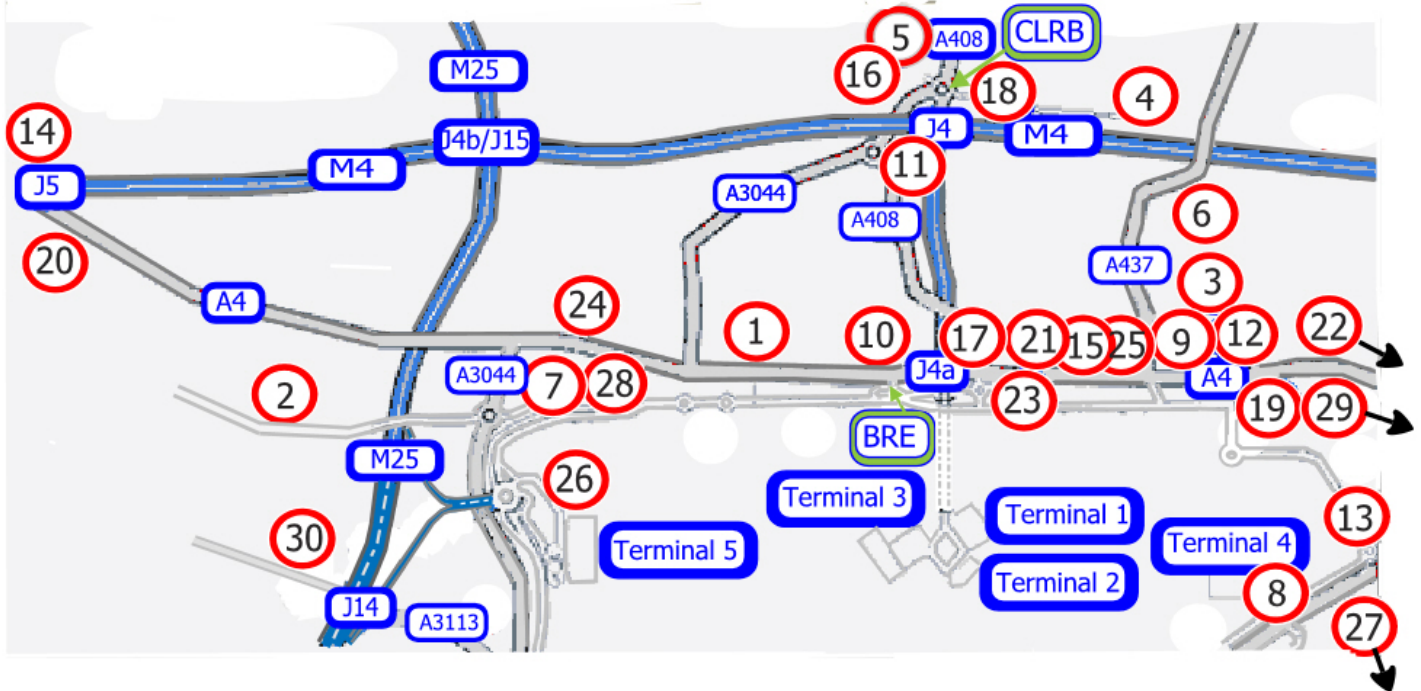 5
A408
CLRB
M25
16
18
4
14
J4b/J15
J4
M4
M4
11
J5
A3044
A408
6
20
A437
3
A4
24
1
10
17
21
15
25
9
12
22
A3044
7
28
J4a
A4
2
23
19
29
BRE
M25
26
Terminal 3
Terminal 1
13
30
Terminal 5
Terminal 4
Terminal 2
8
J14
A3113
27